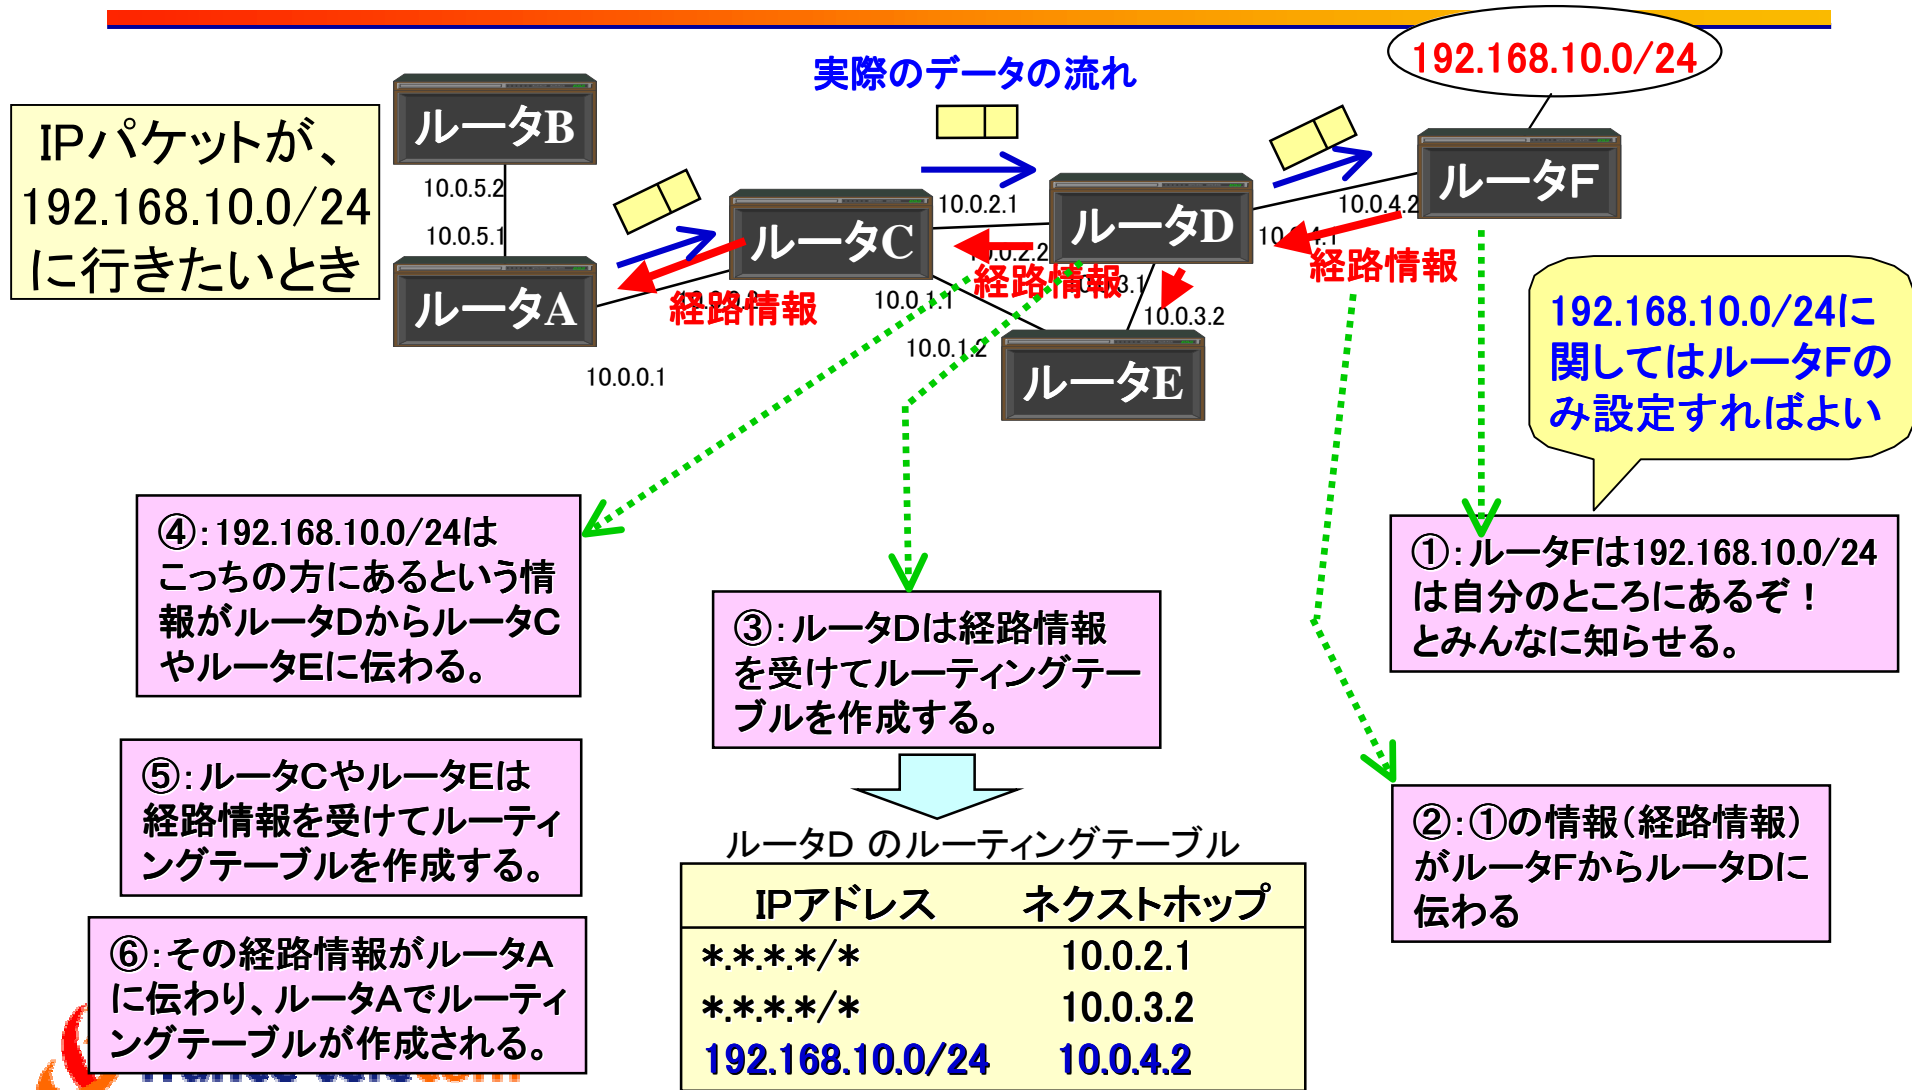 実際のデータの流れ
192.168.10.0/24
IPパケットが、
192.168.10.0/24
に行きたいとき
ルータB
10.0.5.2
10.0.5.1
ルータA
10.0.0.1
経路情報
ルータC
10.0.2.1
10.0.2.2
経路情報
10.0.1.1
10.0.1.2
ルータD
10.0.3.2
ルータE
10.0.4.2
ルータF
経路情報
192.168.10.0/24に
関してはルータFの
み設定すればよい
①：ルータFは192.168.10.0/24
は自分のところにあるぞ！
とみんなに知らせる。
②：①の情報（経路情報）
がルータFからルータDに
伝わる
③：ルータDは経路情報
を受けてルーティングテー
ブルを作成する。
④：192.168.10.0/24は
こっちの方にあるという情
報がルータDからルータC
やルータEに伝わる。
⑤：ルータCやルータEは
経路情報を受けてルーティ
ングテーブルを作成する。
⑥：その経路情報がルータA
に伝わり、ルータAでルーティ
ングテーブルが作成される。
ルータD のルーティングテーブル
IPアドレス ネクストホップ
*.*.*.*/* 10.0.2.1
*.*.*.*/* 10.0.3.2
192.168.10.0/24 10.0.4.2